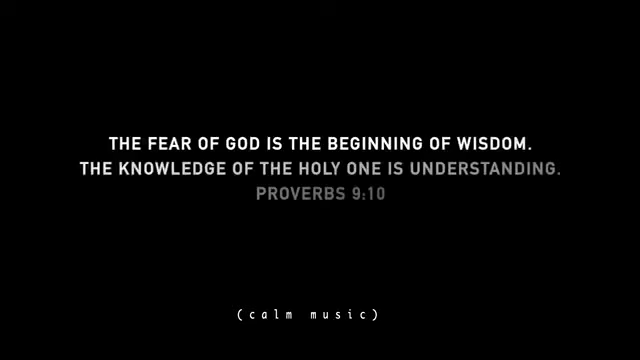 THE FEAR OF GOD IS THE BEGINNING OF WISDOM.
THE KNOWLEDGE OF THE HOLY ONE IS UNDERSTANDING.
PROVERBS 9:10
(calm music)